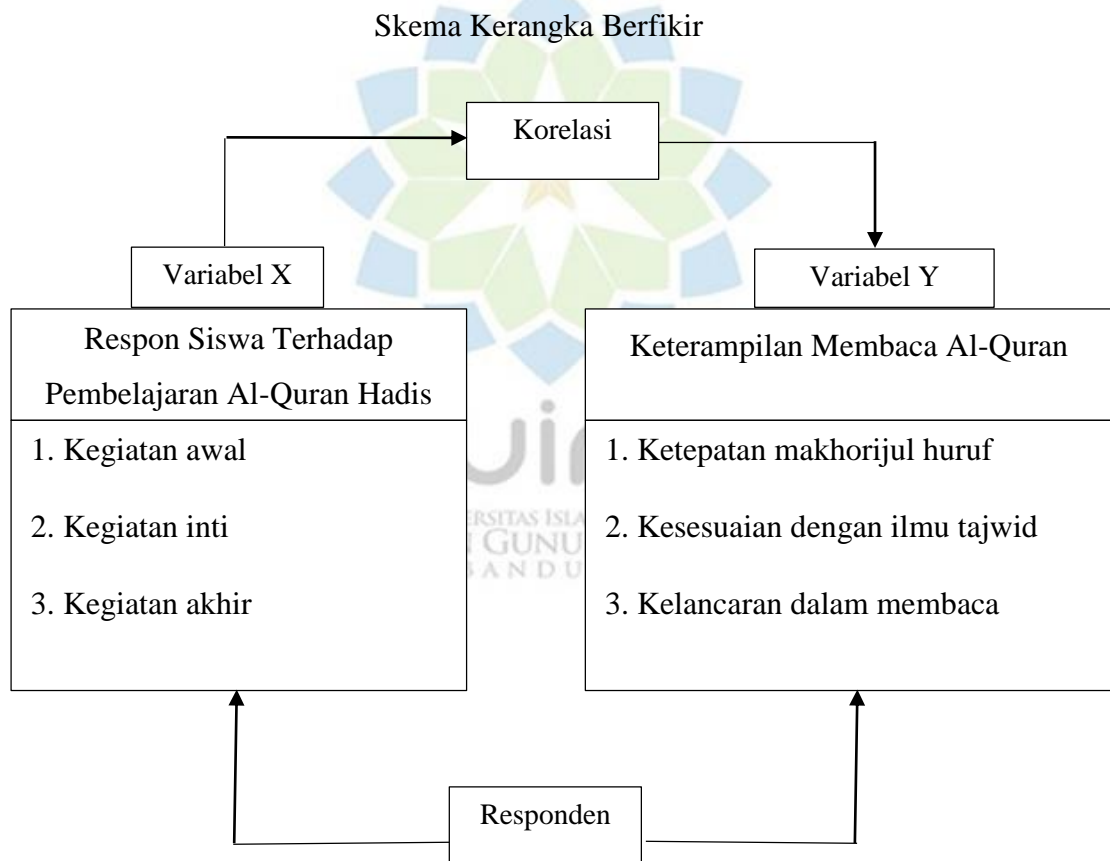 Skema Kerangka Berfikir
Korelasi
Variabel X
Respon Siswa Terhadap
Pembelajaran Al-Quran Hadis
1. Kegiatan awal
2. Kegiatan inti
3. Kegiatan akhir
Variabel Y
Keterampilan Membaca Al-Quran
1. Ketepatan makhorijul huruf
2. Kesesuaian dengan ilmu tajwid
3. Kelancaran dalam membaca
Responden